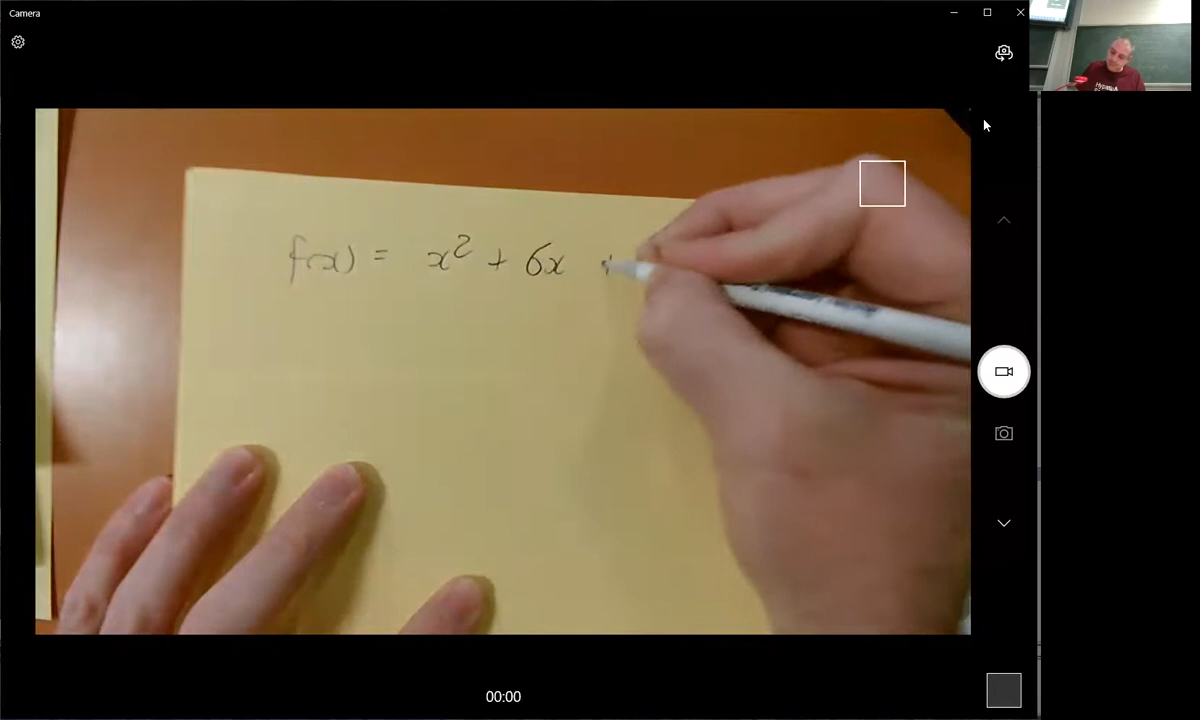 Camera
f(x) = x² + 6x +
00:00